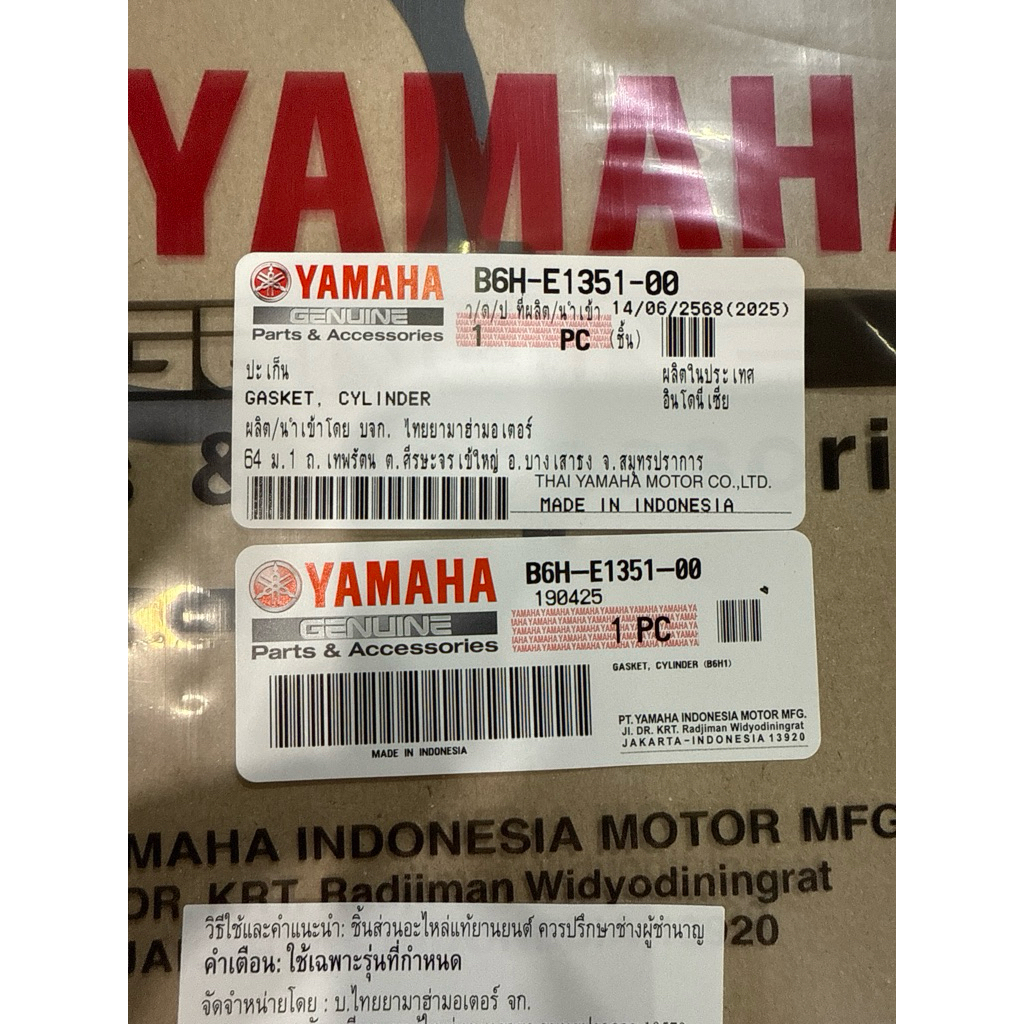 YAMAHA
YAMAHA
GENUINE
Parts & Accessories
B6H-E1351-00
ว/ด/ป ที่ผลิต/นำเข้า 14/06/2568(2025)
1 PC (ชิ้น)
ปะเก็น
GASKET, CYLINDER
ผลิตในประเทศ
อินโดนีเซีย
ผลิต/นำเข้าโดย บจก. ไทยยามาฮ่ามอเตอร์
64 ม.1 ถ.เทพรัตน ต.ศีรษะจรเข้ใหญ่ อ.บางเสาธง จ.สมุทรปราการ
THAI YAMAHA MOTOR CO.,LTD.
MADE IN INDONESIA
& ri
YAMAHA
GENUINE
Parts & Accessories
B6H-E1351-00
190425
1 PC
GASKET, CYLINDER (B6H1)
MADE IN INDONESIA
PT. YAMAHA INDONESIA MOTOR MFG.
Jl. DR. KRT. Radjiman Widyodiningrat
JAKARTA-INDONESIA 13920
MAHA INDONESIA MOTOR MFG
DR. KRT. Radjiman Widyodiningrat
JA 920
วิธีใช้และคำแนะนำ: ชิ้นส่วนอะไหล่แท้ยานยนต์ ควรปรึกษาช่างผู้ชำนาญ
คำเตือน: ใช้เฉพาะรุ่นที่กำหนด
จัดจำหน่ายโดย : บ.ไทยยามาฮ่ามอเตอร์ จก.